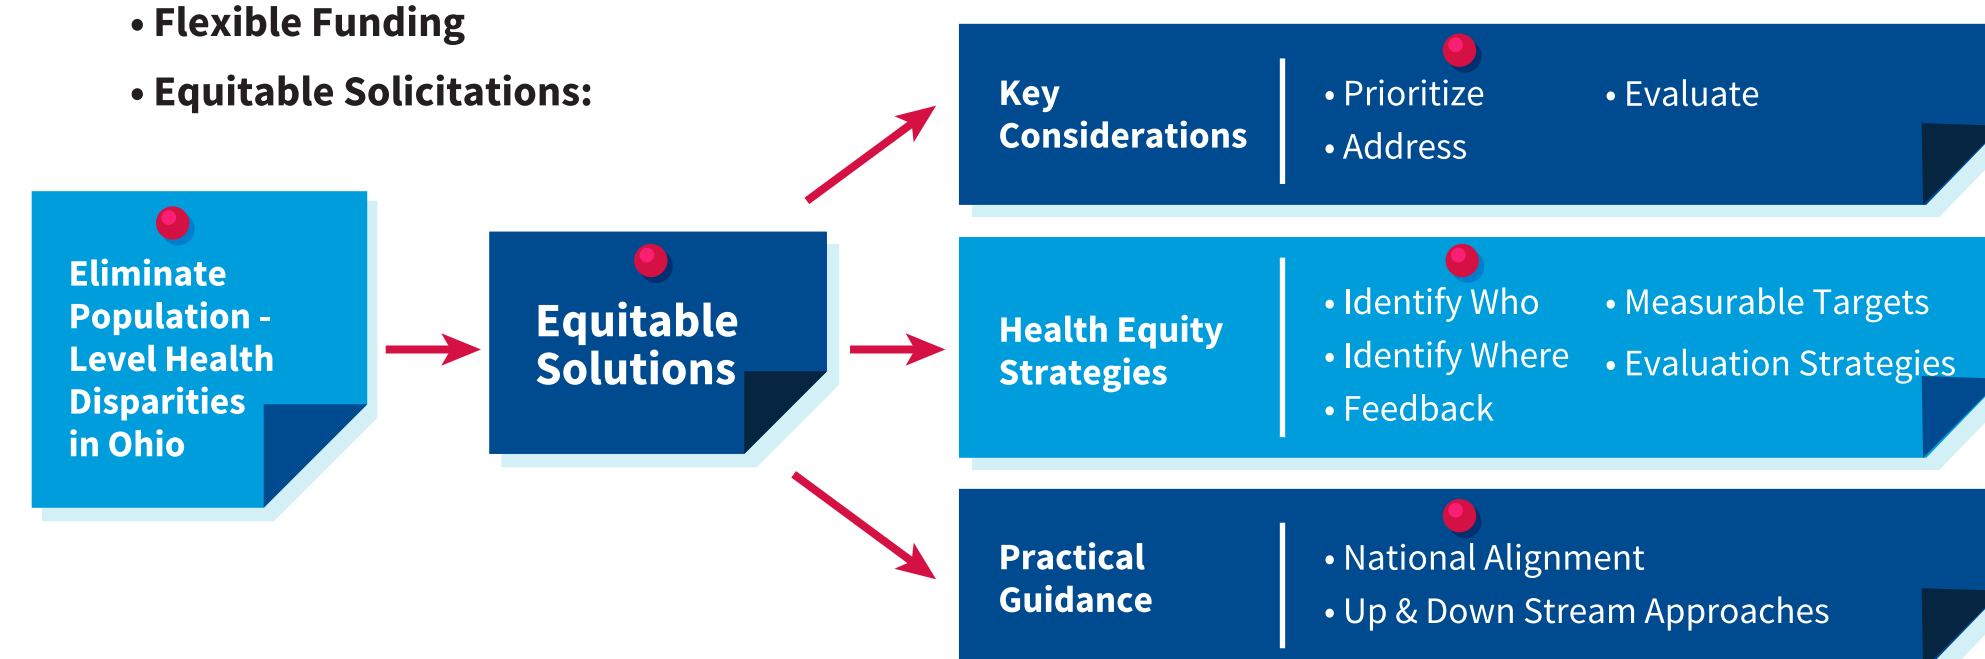 • Flexible Funding
• Equitable Solicitations:
Eliminate
Population -
Level Health
Disparities
in Ohio
Equitable
Solutions
Key
Considerations
• Prioritize
• Address
• Evaluate
Health Equity
Strategies
• Identify Who
• Identify Where
• Feedback
• Measurable Targets
• Evaluation Strategies
Practical
Guidance
• National Alignment
• Up & Down Stream Approaches